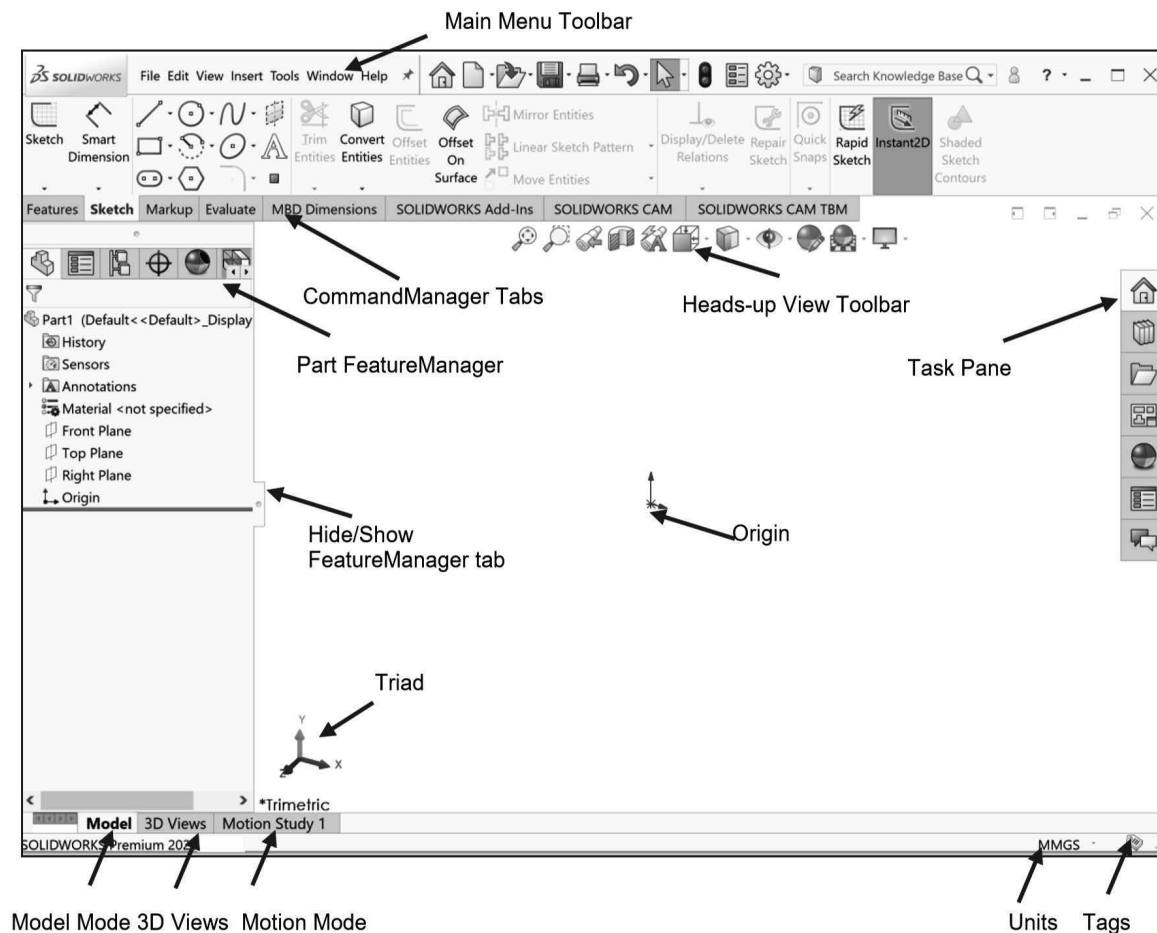 Main Menu Toolbar
SOLIDWORKS File Edit View Insert Tools Window Help Search Knowledge Base ?
Sketch Smart Dimension
Trim Entities Convert Entities Offset Entities Offset On Surface
Mirror Entities
Linear Sketch Pattern
Move Entities
Display/Delete Relations Repair Sketch Quick Snaps Rapid Sketch Instant2D Shaded Sketch Contours
Features Sketch Markup Evaluate MBD Dimensions SOLIDWORKS Add-Ins SOLIDWORKS CAM SOLIDWORKS CAM TBM
CommandManager Tabs
Heads-up View Toolbar
Part1 (Default<<Default>_Display
History
Sensors
Part FeatureManager
Task Pane
Annotations
Material <not specified>
Front Plane
Top Plane
Right Plane
Origin
Hide/Show
FeatureManager tab
Origin
Triad
Y
X
Z
*Trimetric
Model 3D Views Motion Study 1
SOLIDWORKS Premium
MMGS
Model Mode 3D Views Motion Mode
Units Tags